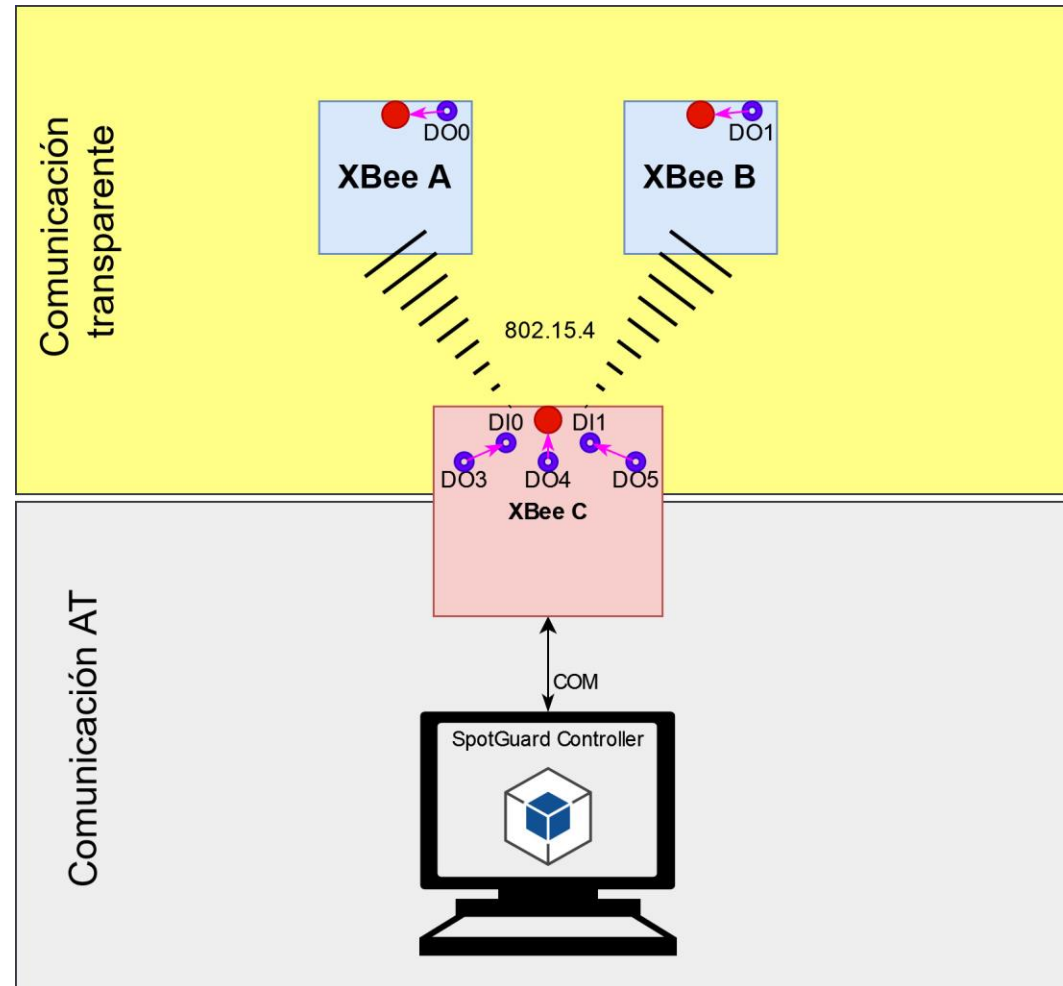 Comunicación
transparente
DO0
XBee A
DO1
XBee B
802.15.4
DI0
DI1
DO3
DO4
DO5
XBee C
Comunicación AT
COM
SpotGuard Controller